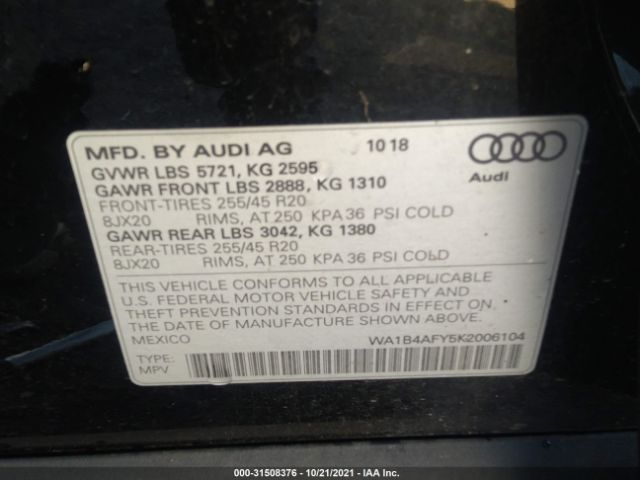 MFD. BY AUDI AG 10 18
GVWR LBS 5721, KG 2595
GAWR FRONT LBS 2888, KG 1310
FRONT-TIRES 255/45 R20
8JX20 RIMS, AT 250 KPA 36 PSI COLD
GAWR REAR LBS 3042, KG 1380
REAR-TIRES 255/45 R20
8JX20 RIMS, AT 250 KPA 36 PSI COLD
Audi
THIS VEHICLE CONFORMS TO ALL APPLICABLE
U.S. FEDERAL MOTOR VEHICLE SAFETY AND
THEFT PREVENTION STANDARDS IN EFFECT ON
THE DATE OF MANUFACTURE SHOWN ABOVE.
MEXICO WA1B4AFY5K2006104
TYPE:
MPV
000-31508376 - 10/21/2021 - IAA Inc.